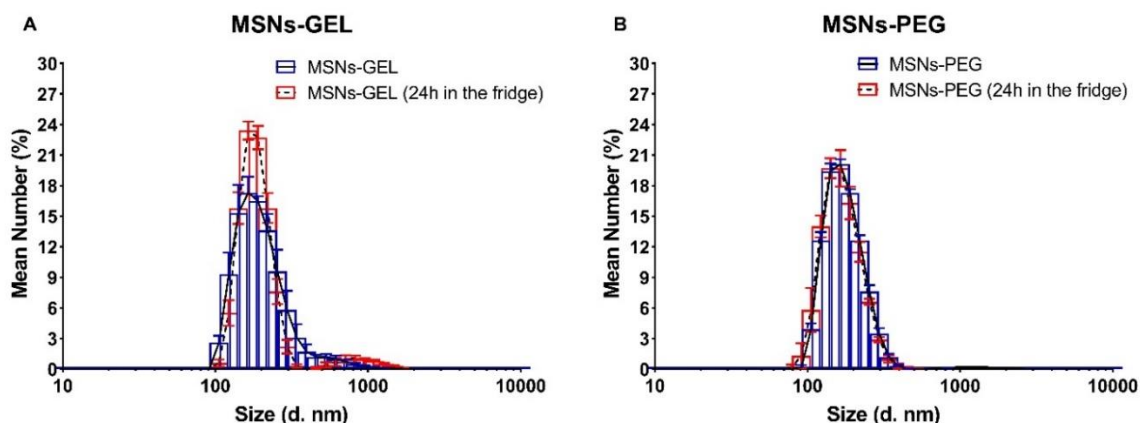 A
MSNs-GEL
MSNs-GEL
MSNs-GEL (24h in the fridge)
Mean Number (%)
30
27
24
21
18
15
12
9
6
3
0
10
100
1000
10000
Size (d. nm)
B
MSNs-PEG
MSNs-PEG
MSNs-PEG (24h in the fridge)
Mean Number (%)
30
27
24
21
18
15
12
9
6
3
0
10
100
1000
10000
Size (d. nm)